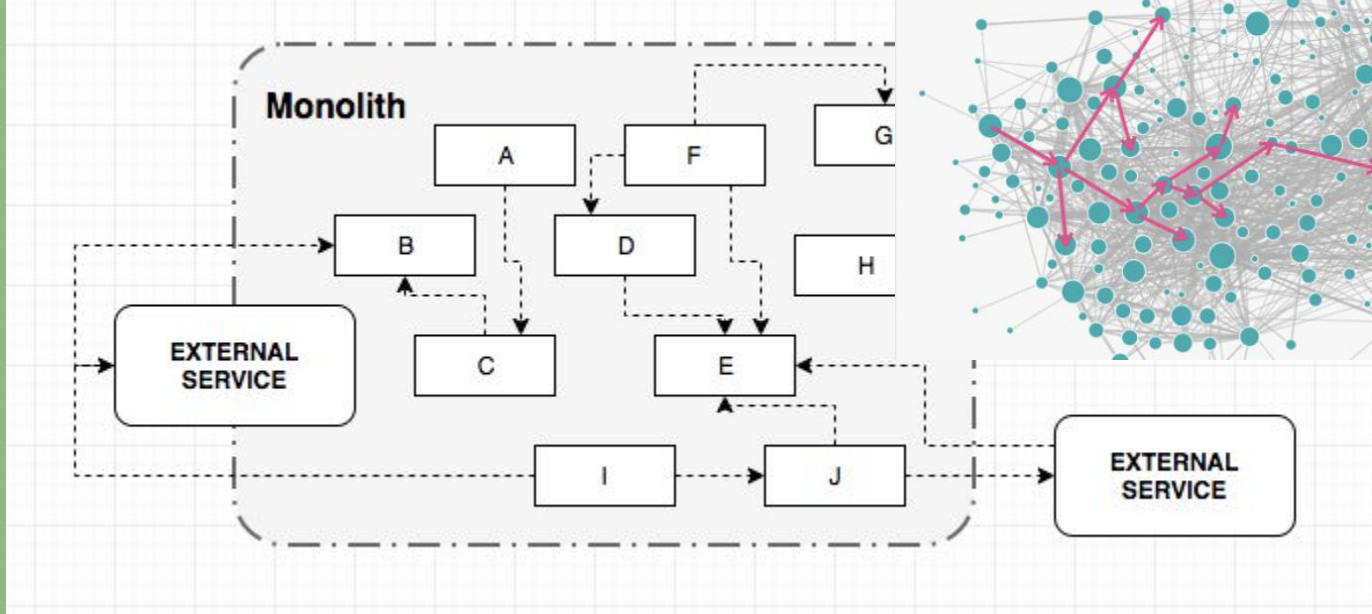 Monolith
A
F
G
B
D
H
EXTERNAL
SERVICE
C
E
I
J
EXTERNAL
SERVICE